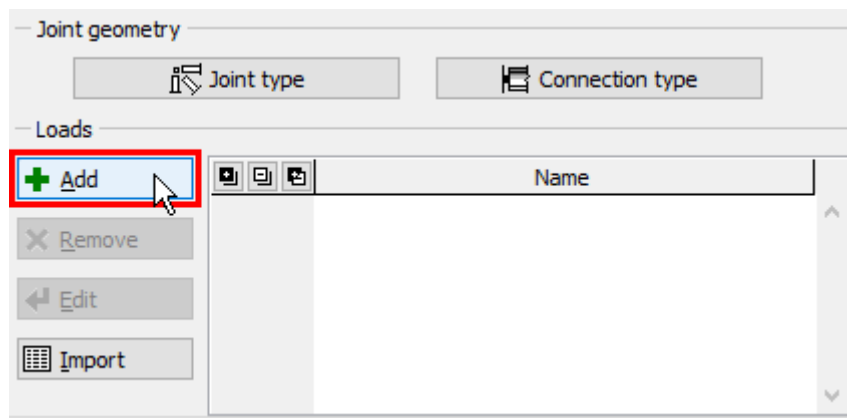 Joint geometry
Joint type Connection type
Loads
Add Name
Remove
Edit
Import